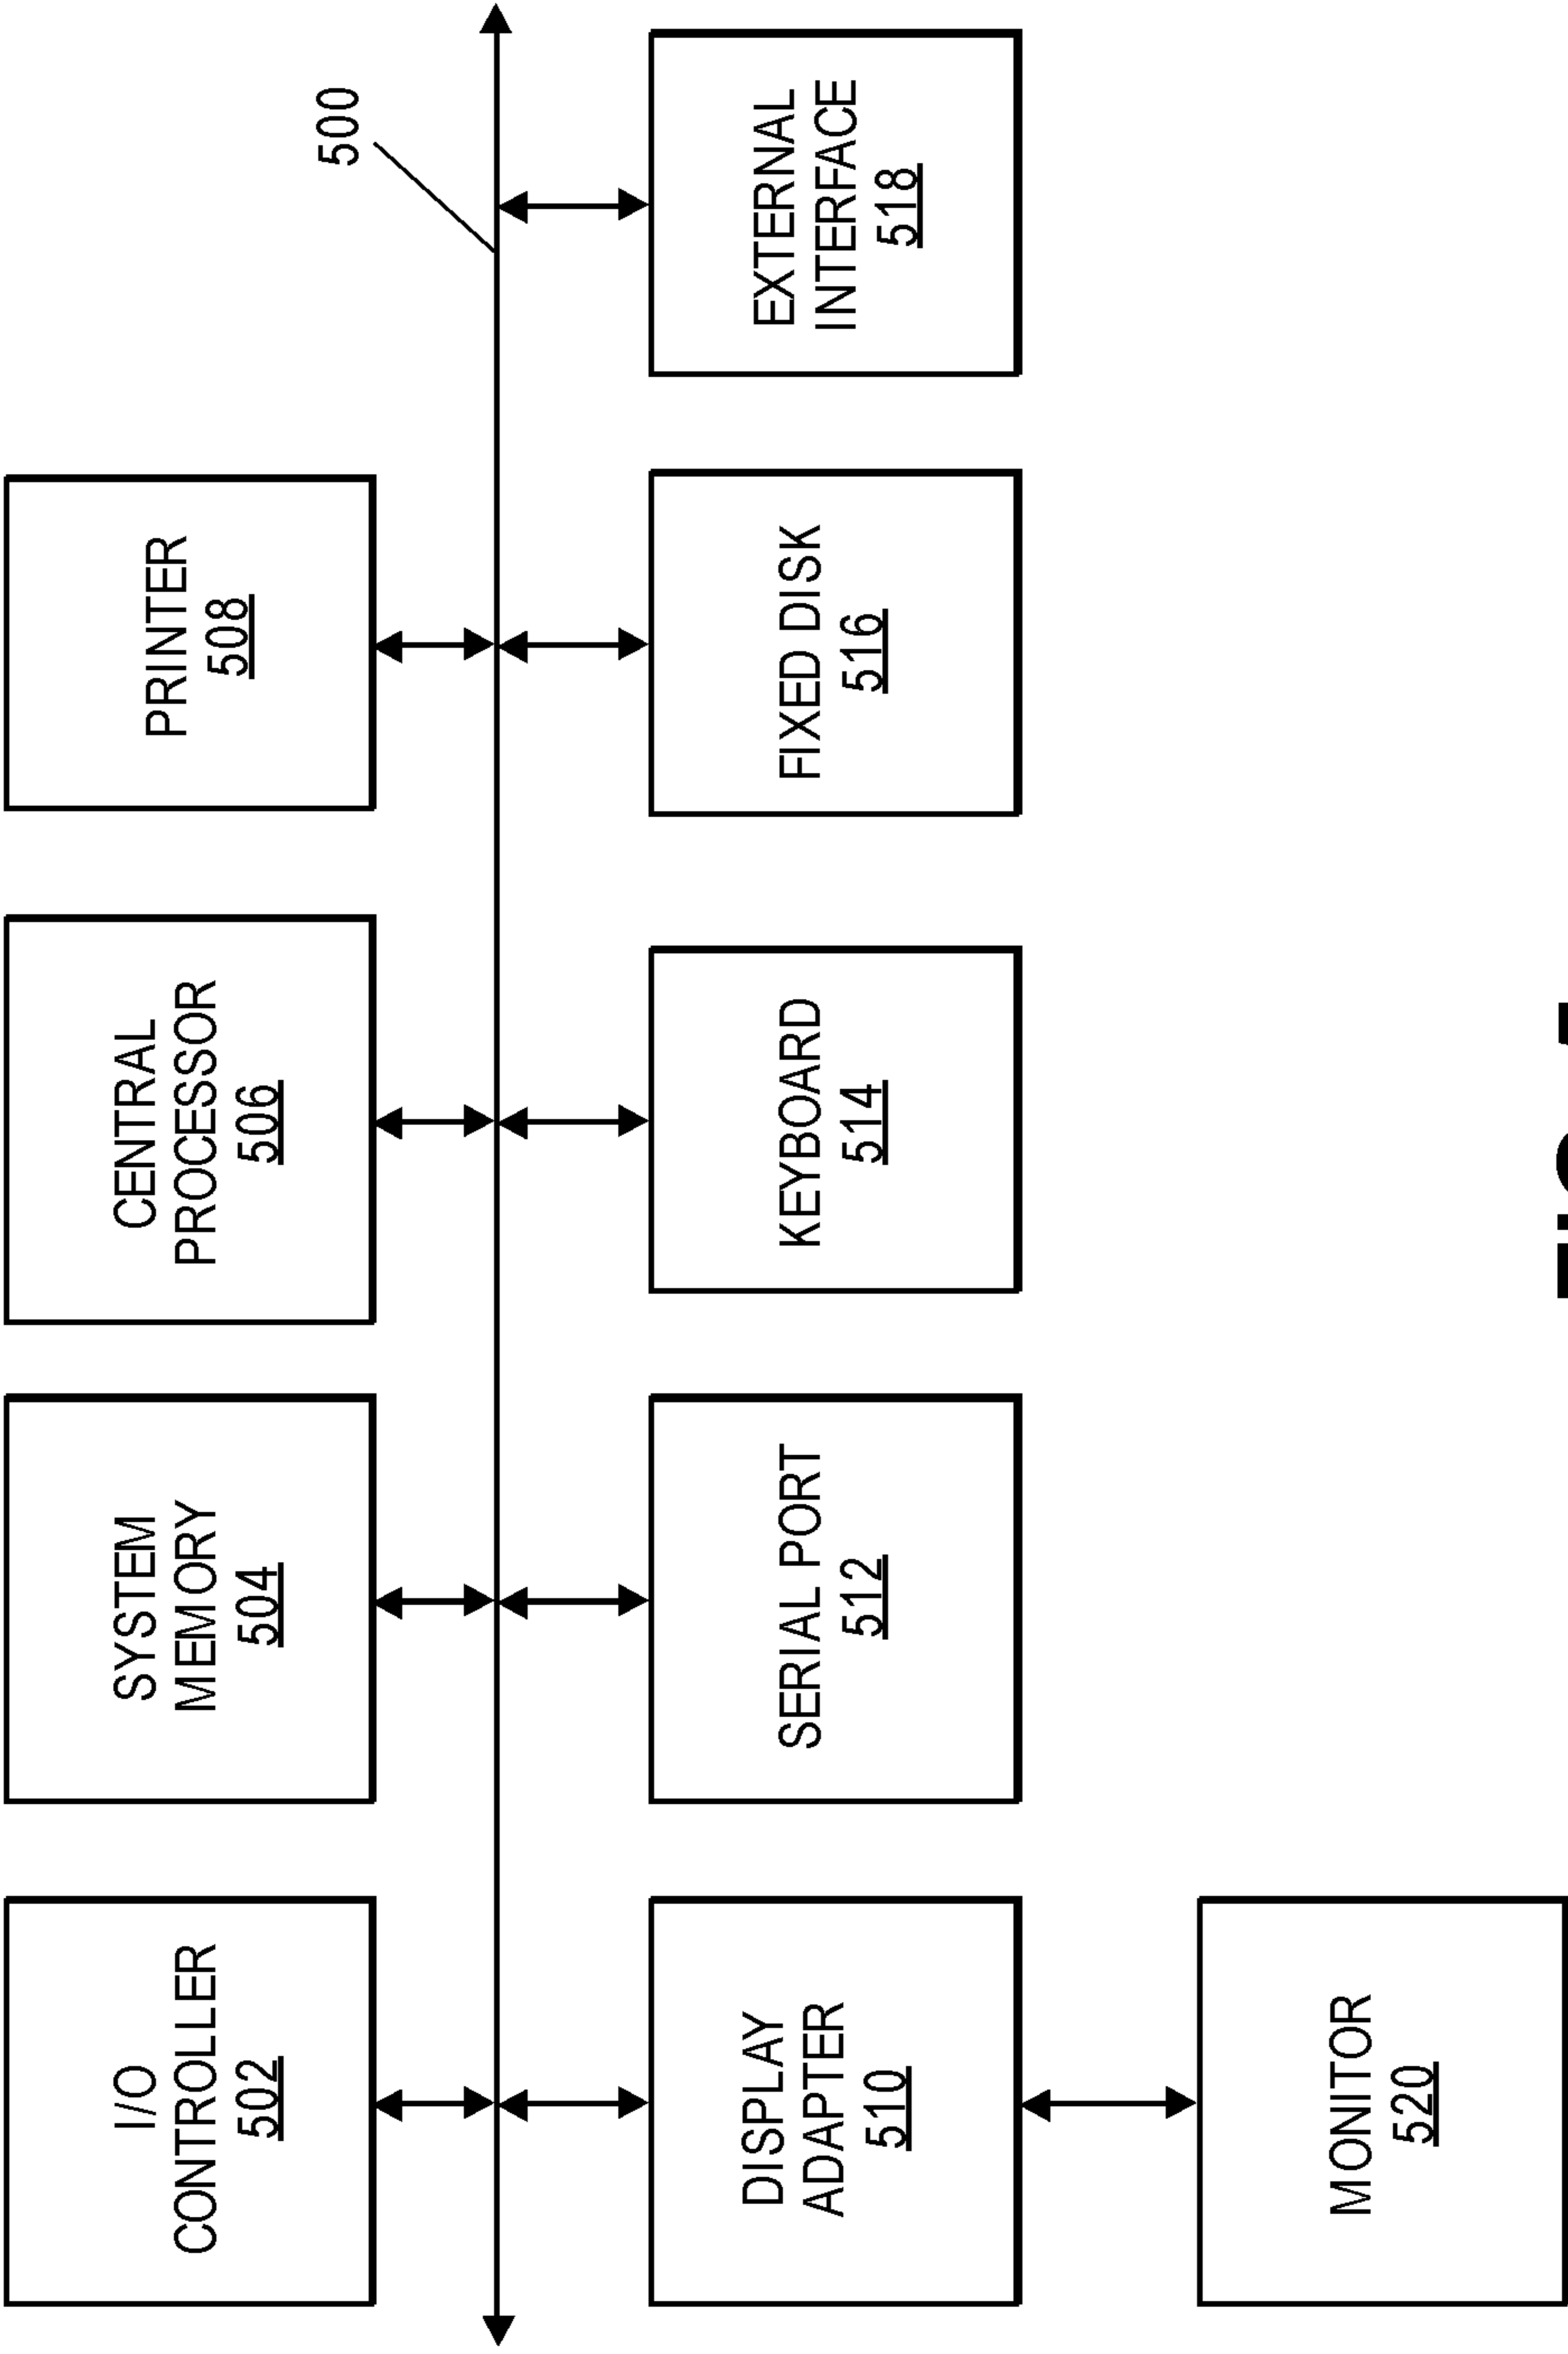 I/O
CONTROLLER
502
SYSTEM
MEMORY
504
CENTRAL
PROCESSOR
506
PRINTER
508
500
DISPLAY
ADAPTER
510
SERIAL PORT
512
KEYBOARD
514
FIXED DISK
516
EXTERNAL
INTERFACE
518
MONITOR
520